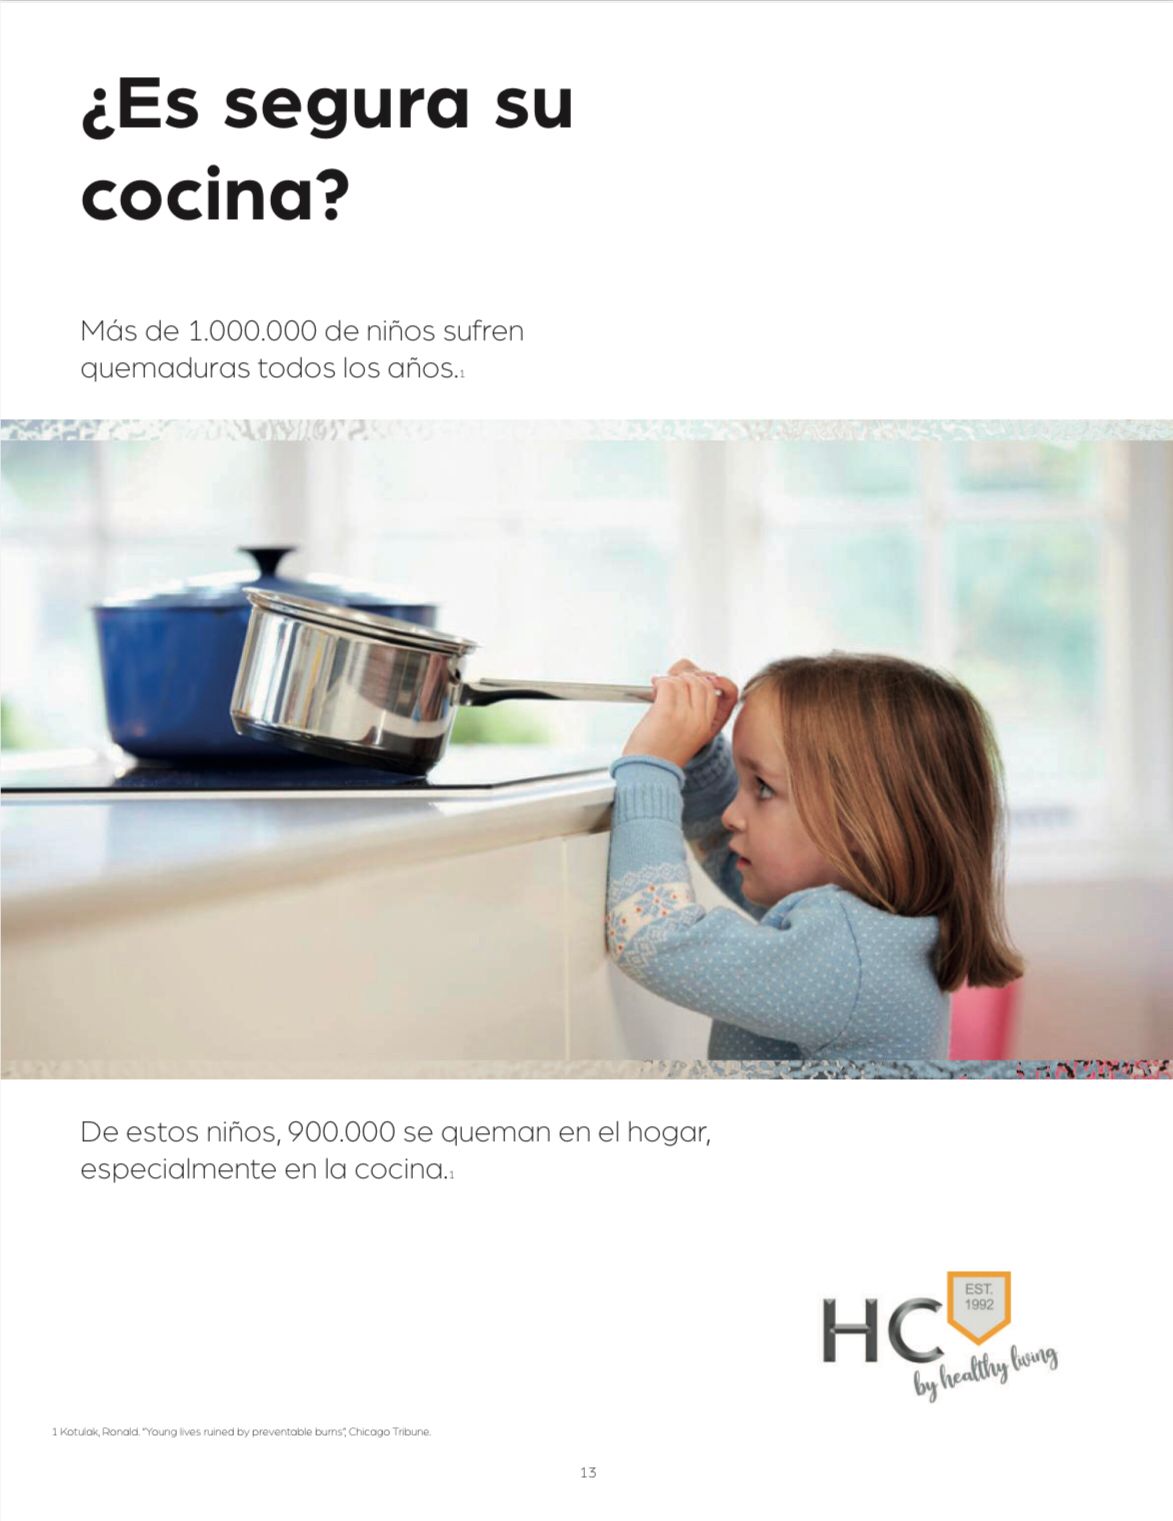 ¿Es segura su
cocina?
Más de 1.000.000 de niños sufren
quemaduras todos los años.1
De estos niños, 900.000 se queman en el hogar,
especialmente en la cocina.1
HC
EST.
1992
by healthy living
1 Kotulak, Ronald. "Young lives ruined by preventable burns", Chicago Tribune.
13